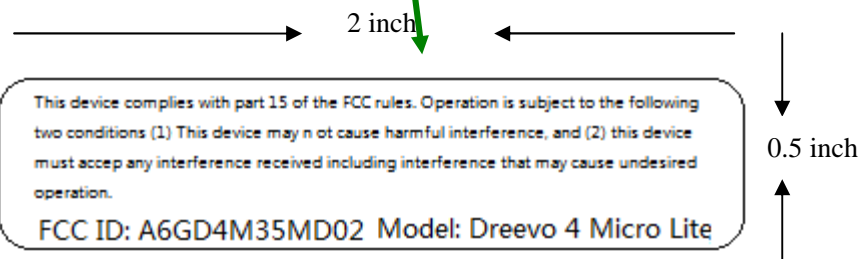 2 inch
This device complies with part 15 of the FCC rules. Operation is subject to the following
two conditions (1) This device may n ot cause harmful interference, and (2) this device
must accep any interference received including interference that may cause undesired
operation.
0.5 inch
FCC ID: A6GD4M35MD02 Model: Dreevo 4 Micro Lite